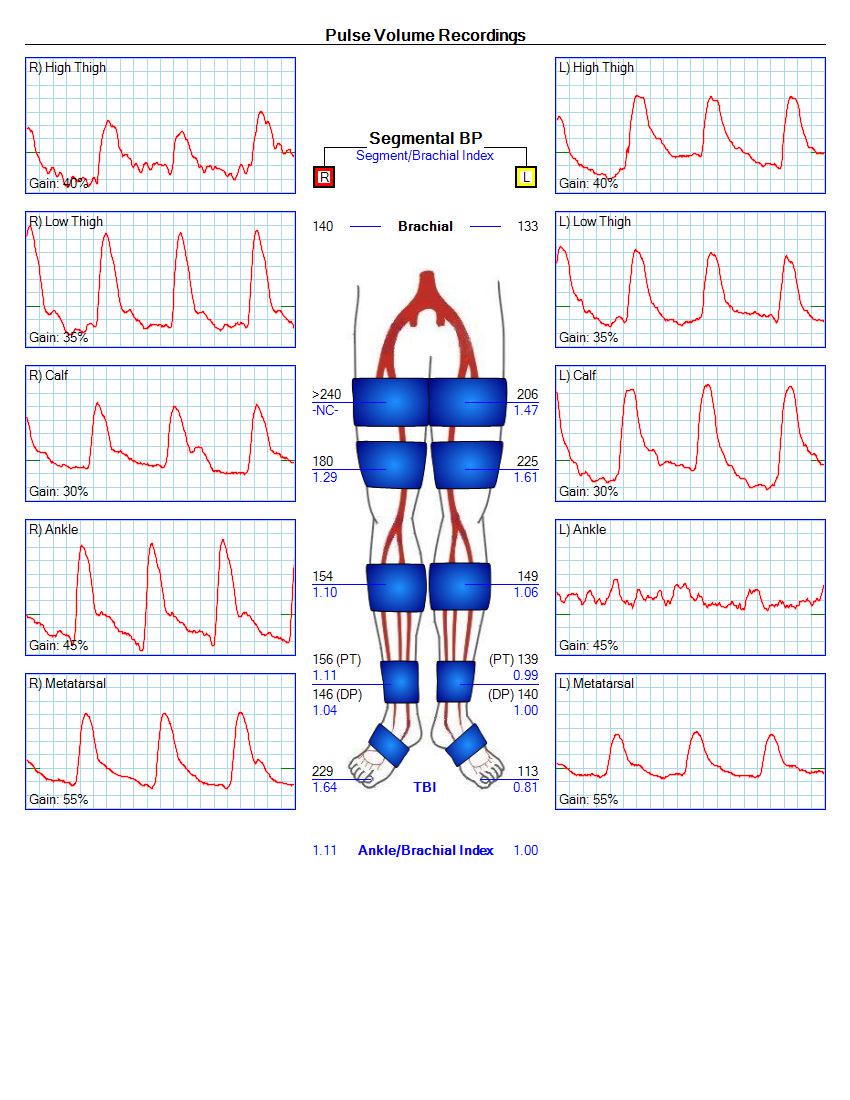 Pulse Volume Recordings
R) High Thigh
Gain: 40%
R) Low Thigh
Gain: 35%
R) Calf
Gain: 30%
R) Ankle
Gain: 45%
R) Metatarsal
Gain: 55%
Segmental BP
Segment/Brachial Index
R L
140 Brachial 133
>240 206
-NC- 1.47
180 225
1.29 1.61
154 149
1.10 1.06
156 (PT) (PT) 139
1.11 0.99
146 (DP) (DP) 140
1.04 1.00
229 113
1.64 TBI 0.81
1.11 Ankle/Brachial Index 1.00
L) High Thigh
Gain: 40%
L) Low Thigh
Gain: 35%
L) Calf
Gain: 30%
L) Ankle
Gain: 45%
L) Metatarsal
Gain: 55%